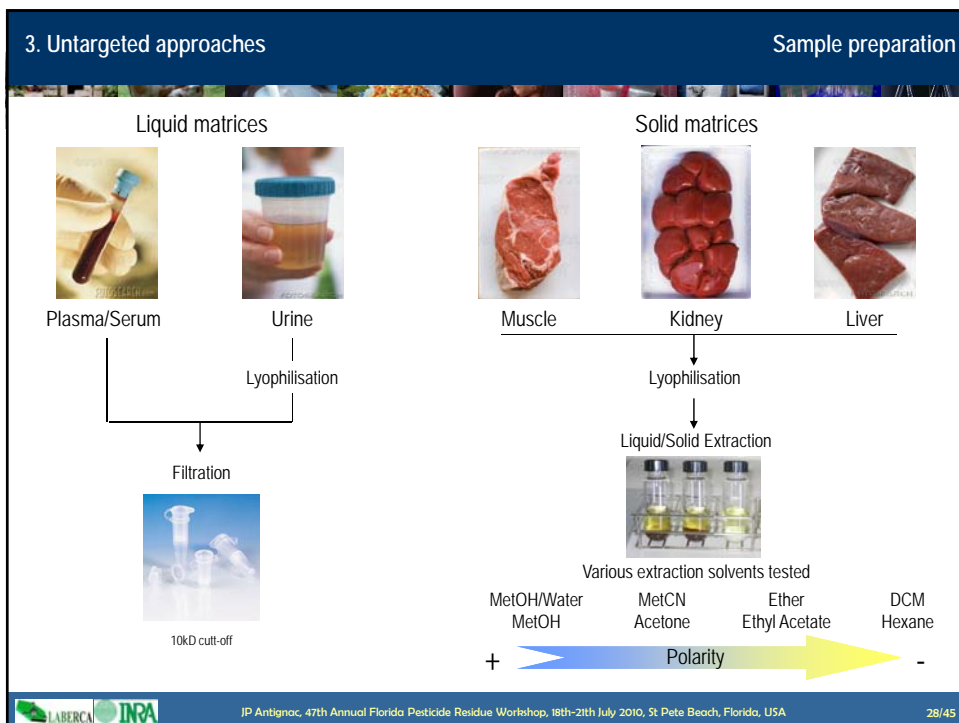 3. Untargeted approaches
Sample preparation
Liquid matrices
Solid matrices
FOTOSEARCH
Plasma/Serum
Urine
Muscle
Kidney
Liver
Lyophilisation
Lyophilisation
Liquid/Solid Extraction
Filtration
Various extraction solvents tested
MetOH/Water
MetOH
MetCN
Acetone
Ether
Ethyl Acetate
DCM
Hexane
10kD cutt-off
+ Polarity -
LABERCA INRA
JP Antignac, 47th Annual Florida Pesticide Residue Workshop, 18th-21th July 2010, St Pete Beach, Florida, USA
28/45